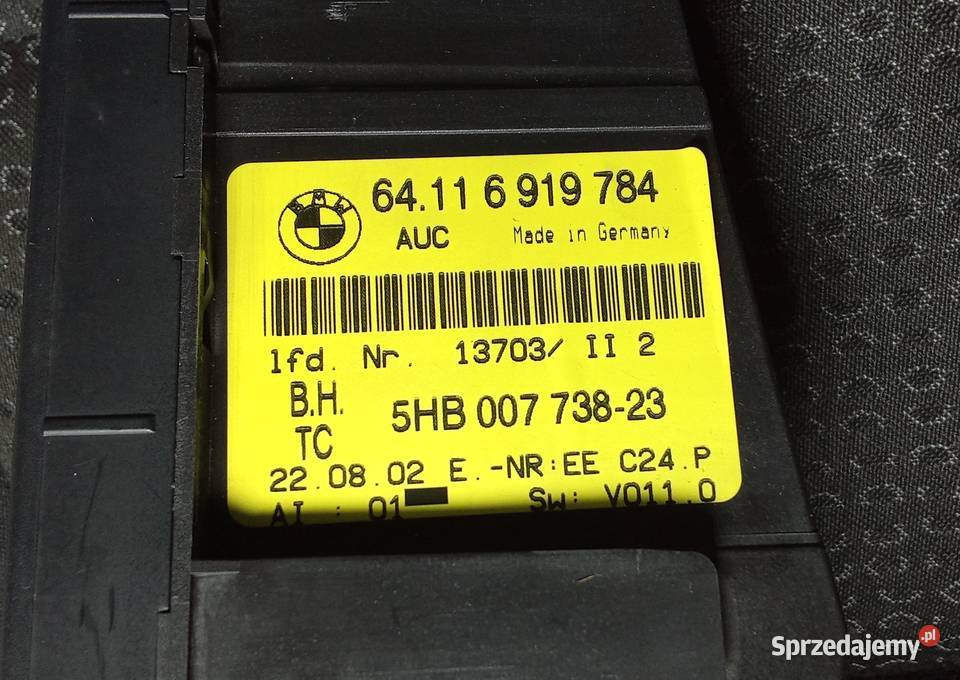 BMW
64.11 6 919 784
AUC Made in Germany
lfd. Nr. 13703/ II 2
B.H. 5HB 007 738-23
TC
22.08.02 E.-NR:EE C24.P
AI : 01 Sw: V011.0
Sprzedajemy.pl